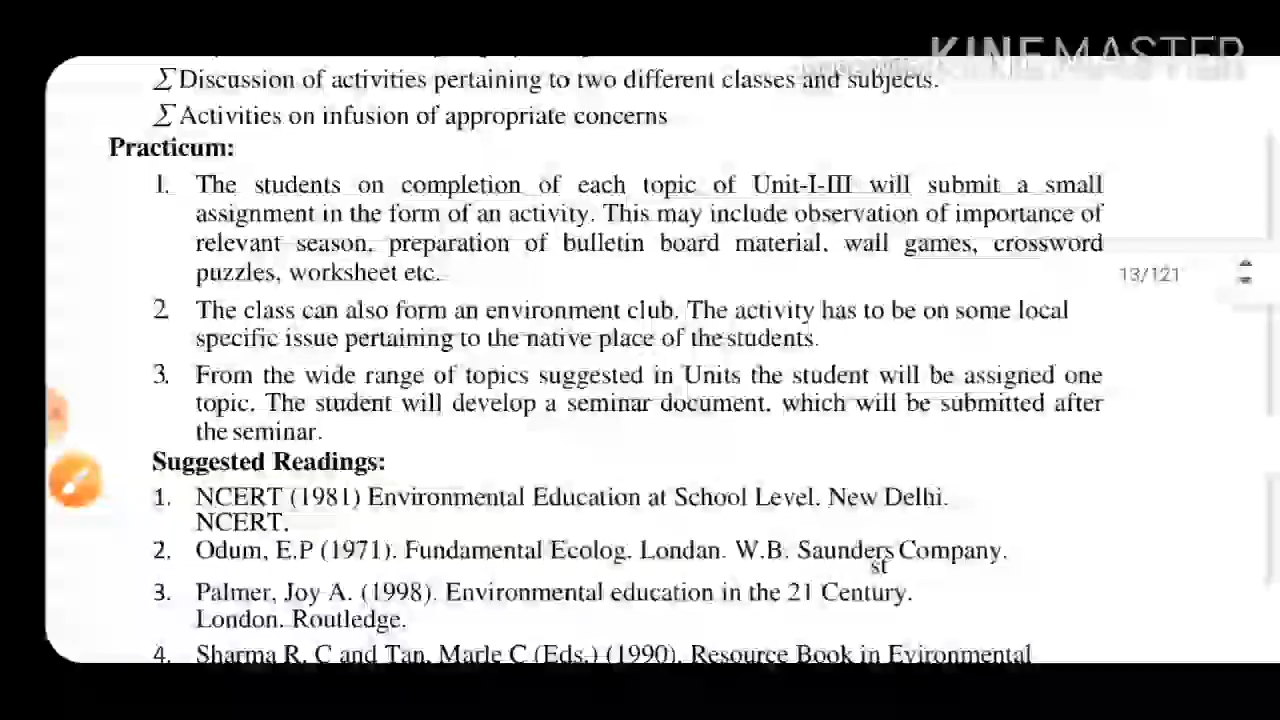 KINEMASTER
Σ Discussion of activities pertaining to two different classes and subjects.
Σ Activities on infusion of appropriate concerns
Practicum:
1. The students on completion of each topic of Unit-I-III will submit a small
assignment in the form of an activity. This may include observation of importance of
relevant season, preparation of bulletin board material, wall games, crossword
puzzles, worksheet etc.
13/121
2. The class can also form an environment club. The activity has to be on some local
specific issue pertaining to the native place of the students.
3. From the wide range of topics suggested in Units the student will be assigned one
topic. The student will develop a seminar document, which will be submitted after
the seminar.
Suggested Readings:
1. NCERT (1981) Environmental Education at School Level. New Delhi.
NCERT.
2. Odum, E.P (1971). Fundamental Ecolog. Londan. W.B. Saunders Company.
st
3. Palmer, Joy A. (1998). Environmental education in the 21 Century.
London. Routledge.
4. Sharma R. C and Tan. Marle C (Eds.) (1990). Resource Book in Evironmental